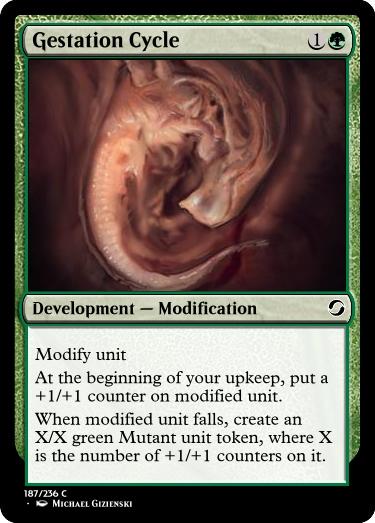 Gestation Cycle 1
Development — Modification
Modify unit
At the beginning of your upkeep, put a
+1/+1 counter on modified unit.
When modified unit falls, create an
X/X green Mutant unit token, where X
is the number of +1/+1 counters on it.
187/236 C
· Michael Gizienski